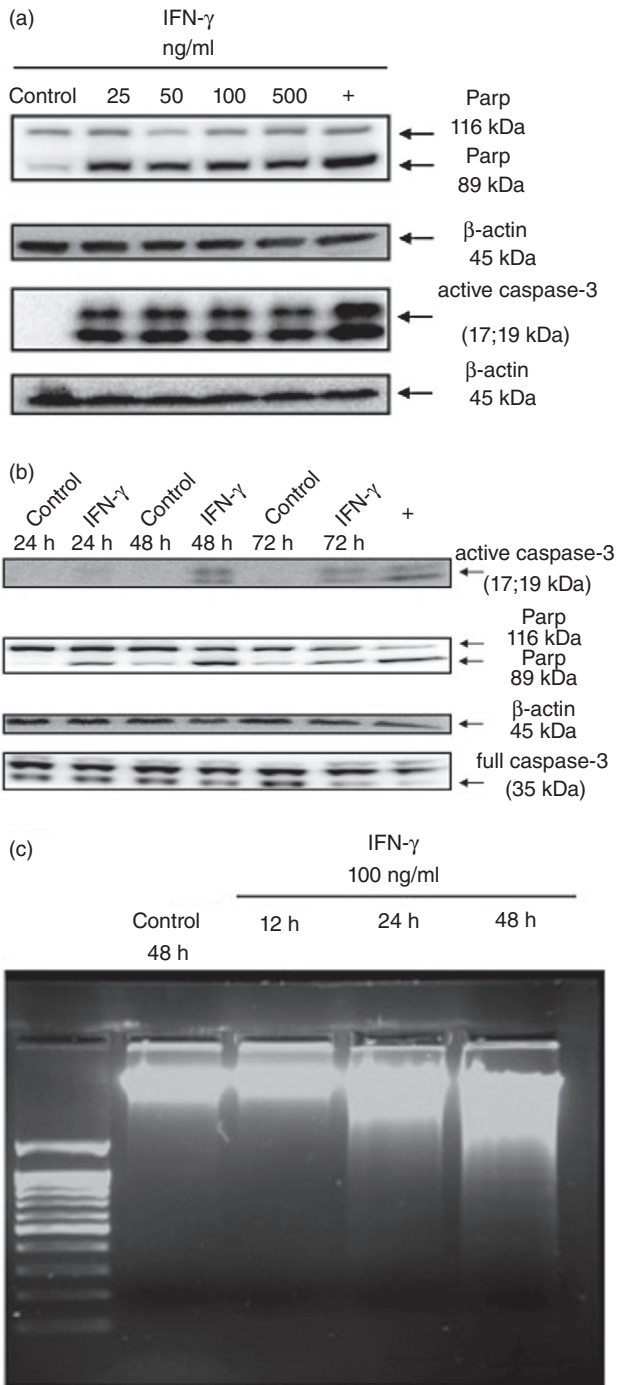 (a)
IFN-γ
ng/ml
Control 25 50 100 500 +
Parp
116 kDa
Parp
89 kDa
β-actin
45 kDa
active caspase-3
(17;19 kDa)
β-actin
45 kDa
(b)
Control IFN-γ Control IFN-γ Control IFN-γ +
24 h 24 h 48 h 48 h 72 h 72 h
active caspase-3
(17;19 kDa)
Parp
116 kDa
Parp
89 kDa
β-actin
45 kDa
full caspase-3
(35 kDa)
(c)
IFN-γ
100 ng/ml
Control 12 h 24 h 48 h
48 h